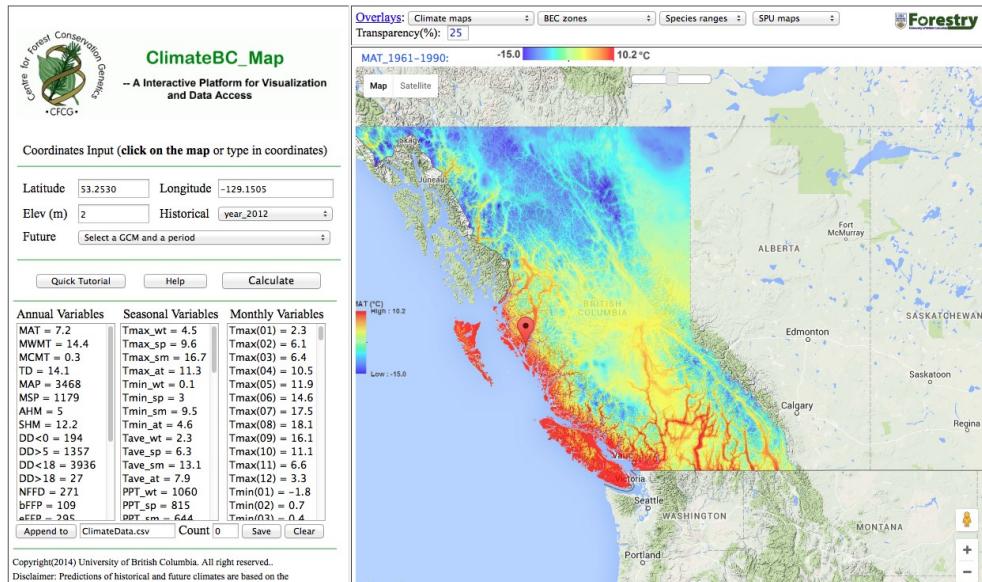 Centre for Forest Conservation Genetics
•CFCG•
ClimateBC_Map
-- A Interactive Platform for Visualization
and Data Access
Coordinates Input (click on the map or type in coordinates)
Latitude 53.2530 Longitude -129.1505
Elev (m) 2 Historical year_2012
Future Select a GCM and a period
Quick Tutorial Help Calculate
Annual Variables Seasonal Variables Monthly Variables
MAT = 7.2 Tmax_wt = 4.5 Tmax(01) = 2.3
MWMT = 14.4 Tmax_sp = 9.6 Tmax(02) = 6.1
MCMT = 0.3 Tmax_sm = 16.7 Tmax(03) = 6.4
TD = 14.1 Tmax_at = 11.3 Tmax(04) = 10.5
MAP = 3468 Tmin_wt = 0.1 Tmax(05) = 11.9
MSP = 1179 Tmin_sp = 3 Tmax(06) = 14.6
AHM = 5 Tmin_sm = 9.5 Tmax(07) = 17.5
SHM = 12.2 Tmin_at = 4.6 Tmax(08) = 18.1
DD<0 = 194 Tave_wt = 2.3 Tmax(09) = 16.1
DD>5 = 1357 Tave_sp = 6.3 Tmax(10) = 11.1
DD<18 = 3936 Tave_sm = 13.1 Tmax(11) = 6.6
DD>18 = 27 Tave_at = 7.9 Tmax(12) = 3.3
NFFD = 271 PPT_wt = 1060 Tmin(01) = -1.8
bFFP = 109 PPT_sp = 815 Tmin(02) = 0.7
eFFP = 295 PPT_sm = 644 Tmin(03) = 0.4
Append to ClimateData.csv Count 0 Save Clear
Copyright(2014) University of British Columbia. All right reserved..
Disclaimer: Predictions of historical and future climates are based on the
Overlays: Climate maps BEC zones Species ranges SPU maps
Transparency(%): 25
Forestry
MAT_1961-1990: -15.0 10.2 °C
Map Satellite
Juneau
Fort
McMurray
ALBERTA
BRITISH
COLUMBIA
MAT (°C)
High : 10.2
Low : -15.0
SASKATCHEWAN
Edmonton
Saskatoon
Calgary
Regina
Victoria
Seattle
WASHINGTON
MONTANA
Portland
+
−